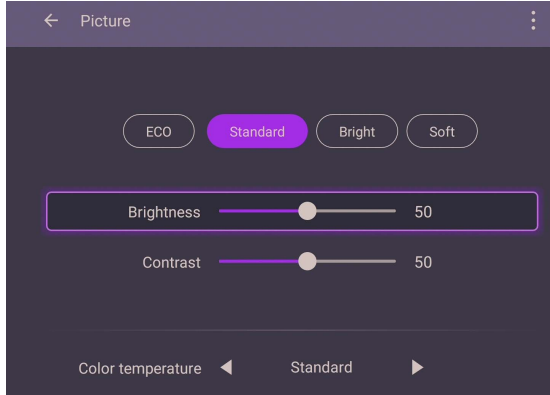 Picture
ECO Standard Bright Soft
Brightness 50
Contrast 50
Color temperature Standard